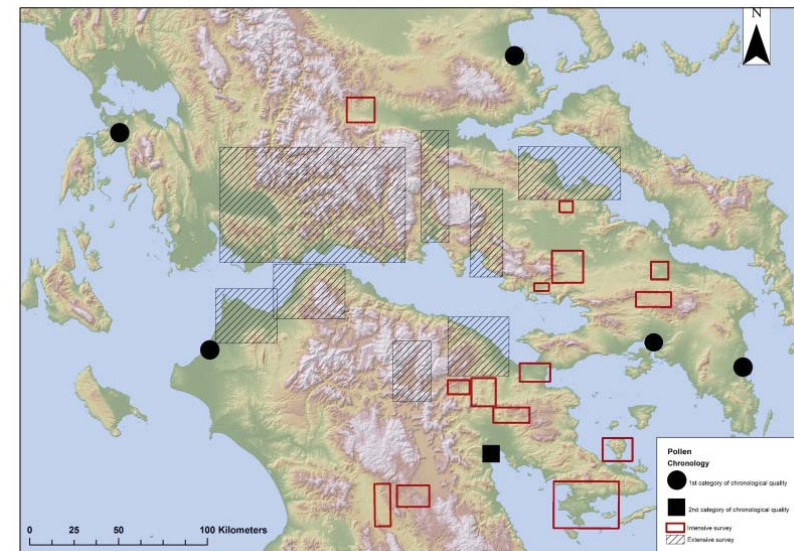 N
Pollen
Chronology
1st category of chronological quality
2nd category of chronological quality
Intensive survey
Extensive survey
0 25 50 100 Kilometers